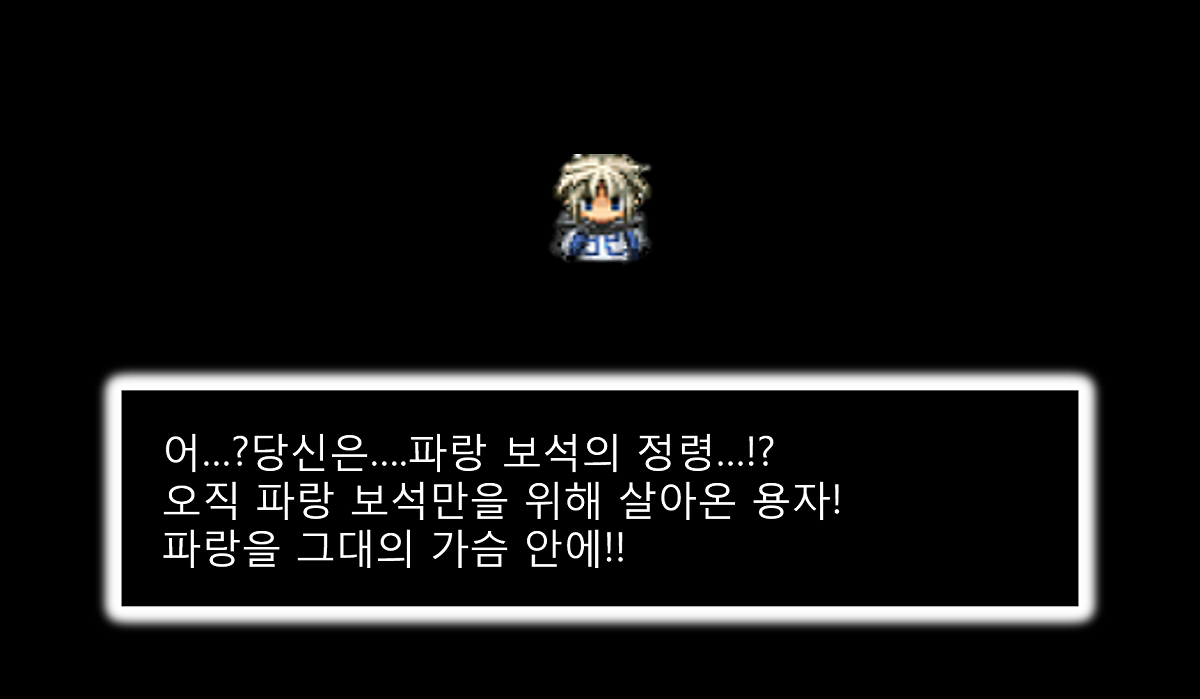 어...?당신은....파랑 보석의 정령...!?
오직 파랑 보석만을 위해 살아온 용자!
파랑을 그대의 가슴 안에!!